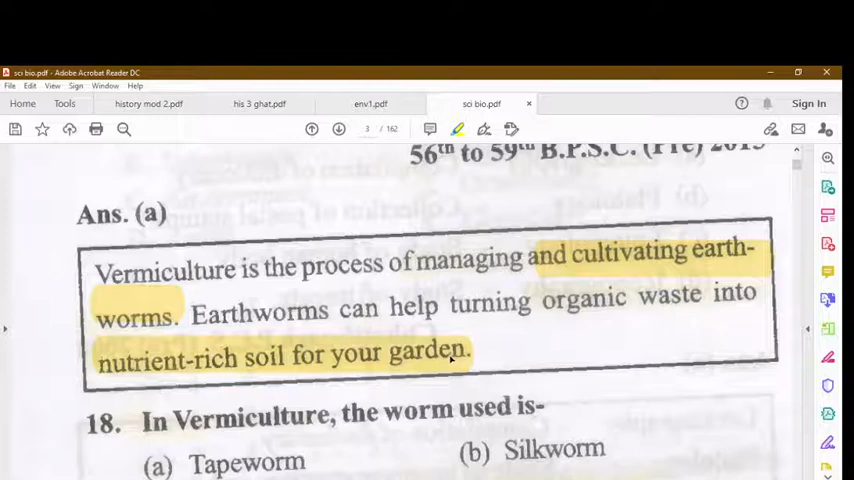 sci bio.pdf - Adobe Acrobat Reader DC
File Edit View Sign Window Help
Home Tools history mod 2.pdf his 3 ghat.pdf env1.pdf sci bio.pdf × Sign In
3 / 162
56th to 59th B.P.S.C. (Pre) 2015
Ans. (a)
Vermiculture is the process of managing and cultivating earth-
worms. Earthworms can help turning organic waste into
nutrient-rich soil for your garden.
18. In Vermiculture, the worm used is-
(a) Tapeworm (b) Silkworm